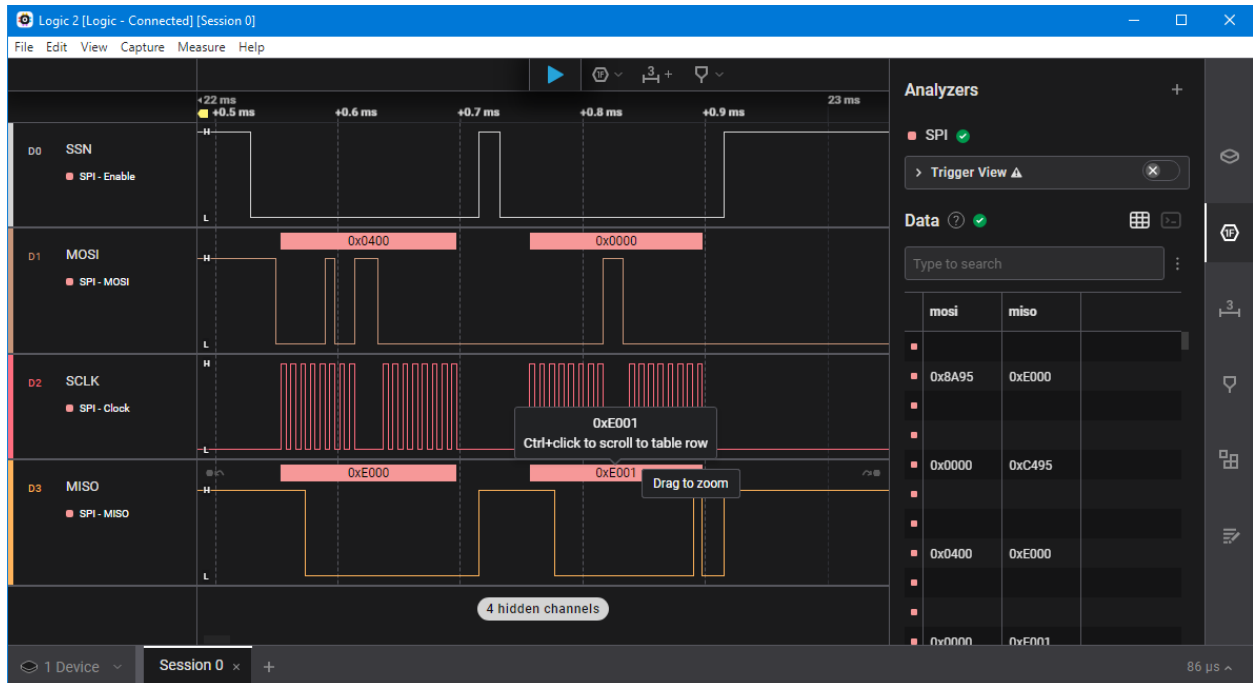 Logic 2 [Logic - Connected] [Session 0]
File Edit View Capture Measure Help
22 ms
+0.5 ms +0.6 ms +0.7 ms +0.8 ms +0.9 ms 23 ms
D0 SSN
SPI - Enable
H
L
D1 MOSI
SPI - MOSI
H
L
0x0400 0x0000
D2 SCLK
SPI - Clock
H
L
0xE001
Ctrl+click to scroll to table row
D3 MISO
SPI - MISO
H
L
0xE000 0xE001
Drag to zoom
4 hidden channels
1F 3 +
Analyzers +
SPI
Trigger View
Data ?
Type to search
mosi miso
0x8A95 0xE000
0x0000 0xC495
0x0400 0xE000
0x0000 0xE001
1F
3
1 Device Session 0 × + 86 µs